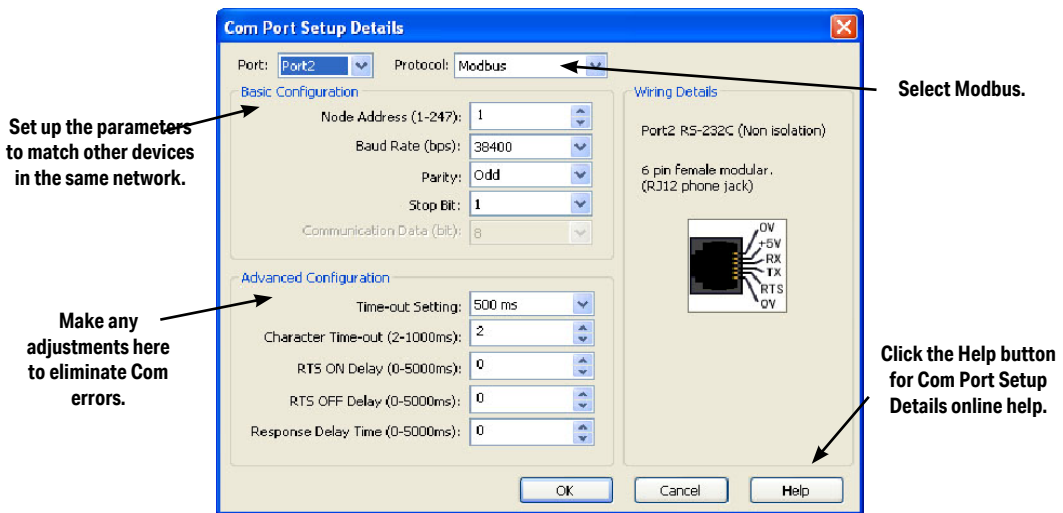 Com Port Setup Details
Port: Port2 Protocol: Modbus
Select Modbus.
Basic Configuration
Set up the parameters
to match other devices
in the same network.
Node Address (1-247): 1
Baud Rate (bps): 38400
Parity: Odd
Stop Bit: 1
Communication Data (bit): 8
Wiring Details
Port2 RS-232C (Non isolation)
6 pin female modular.
(RJ12 phone jack)
0V
+5V
RX
TX
RTS
0V
Advanced Configuration
Make any
adjustments here
to eliminate Com
errors.
Time-out Setting: 500 ms
Character Time-out (2-1000ms): 2
RTS ON Delay (0-5000ms): 0
RTS OFF Delay (0-5000ms): 0
Response Delay Time (0-5000ms): 0
Click the Help button
for Com Port Setup
Details online help.
OK Cancel Help